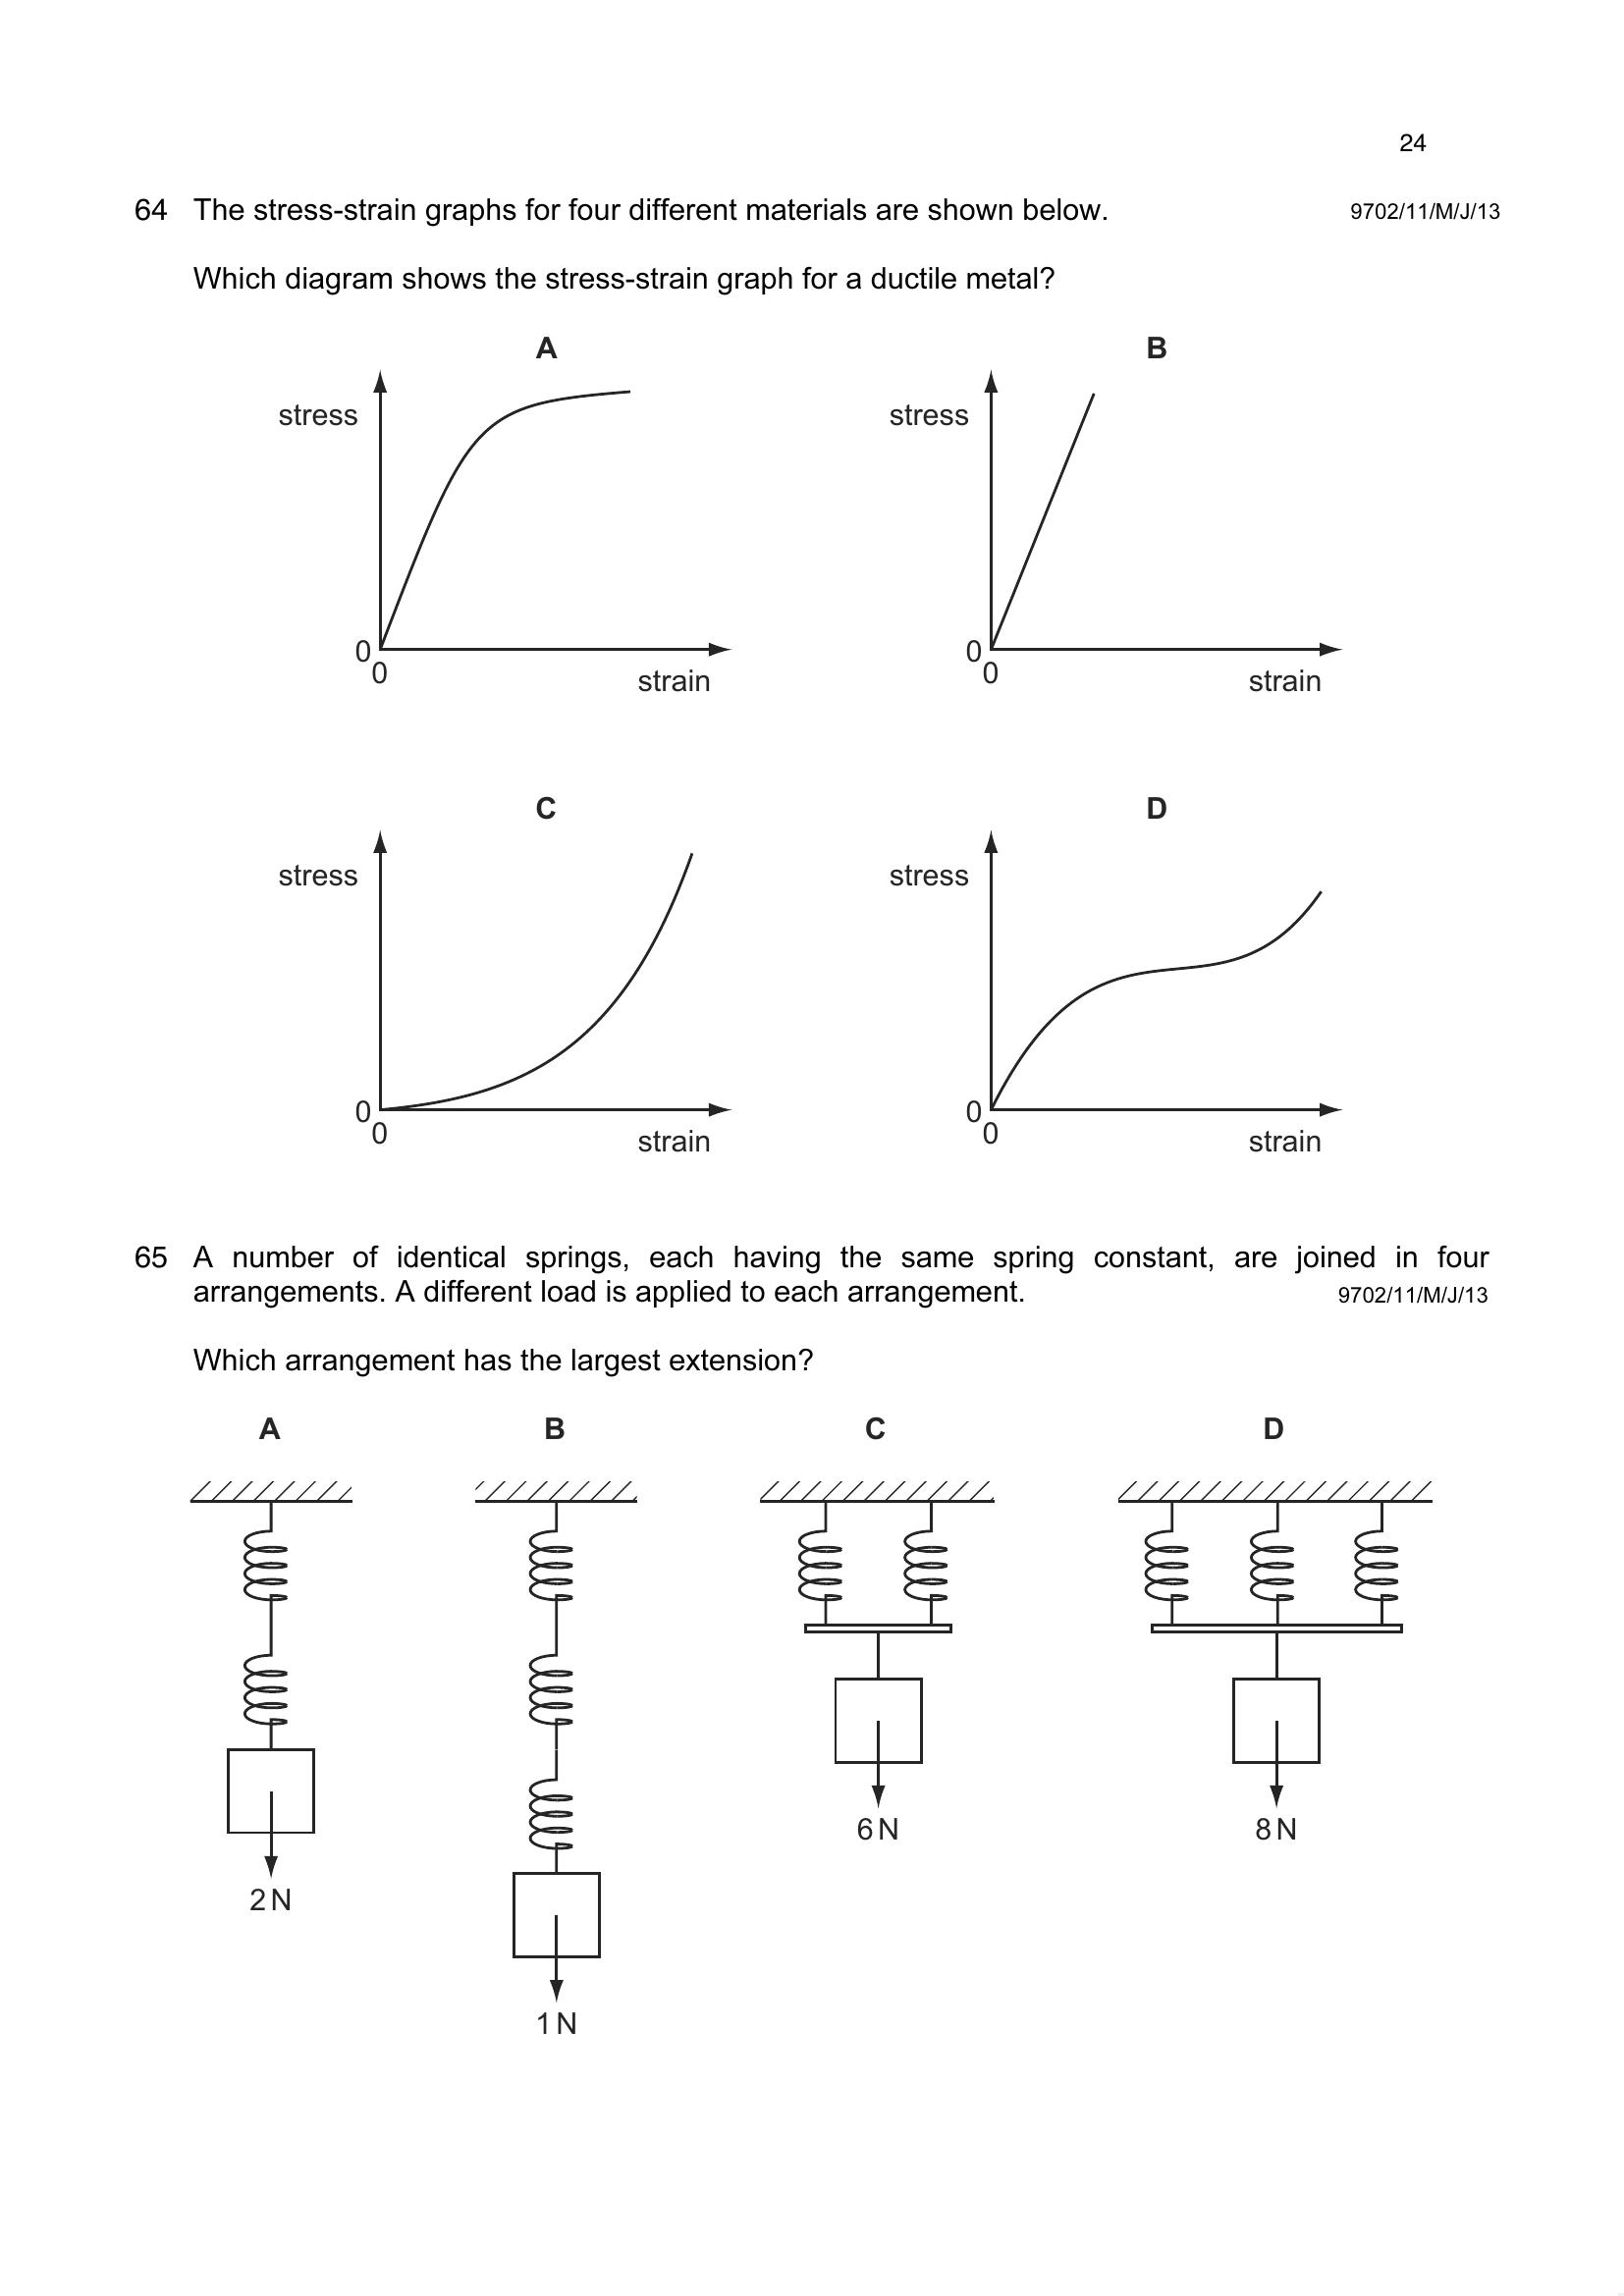 24
64 The stress-strain graphs for four different materials are shown below. 9702/11/M/J/13
Which diagram shows the stress-strain graph for a ductile metal?
A B
stress stress
0 0
0 0
strain strain
C D
stress stress
0 0
0 0
strain strain
65 A number of identical springs, each having the same spring constant, are joined in four
arrangements. A different load is applied to each arrangement. 9702/11/M/J/13
Which arrangement has the largest extension?
A B C D
6 N 8 N
2 N
1 N